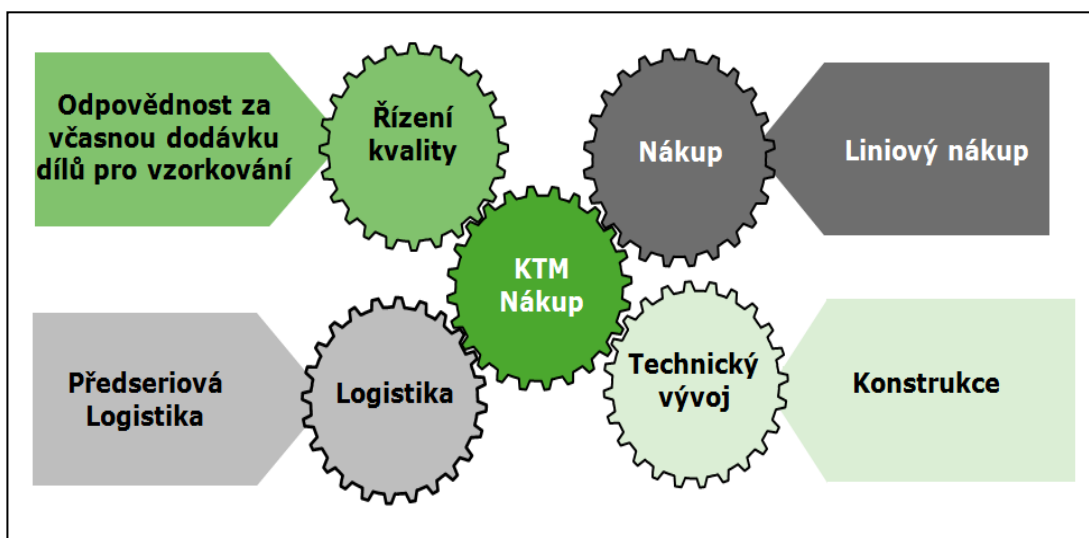 Odpovědnost za
včasnou dodávku
dílů pro vzorkování
Řízení
kvality
Nákup
Liniový nákup
KTM
Nákup
Předseriová
Logistika
Logistika
Technický
vývoj
Konstrukce